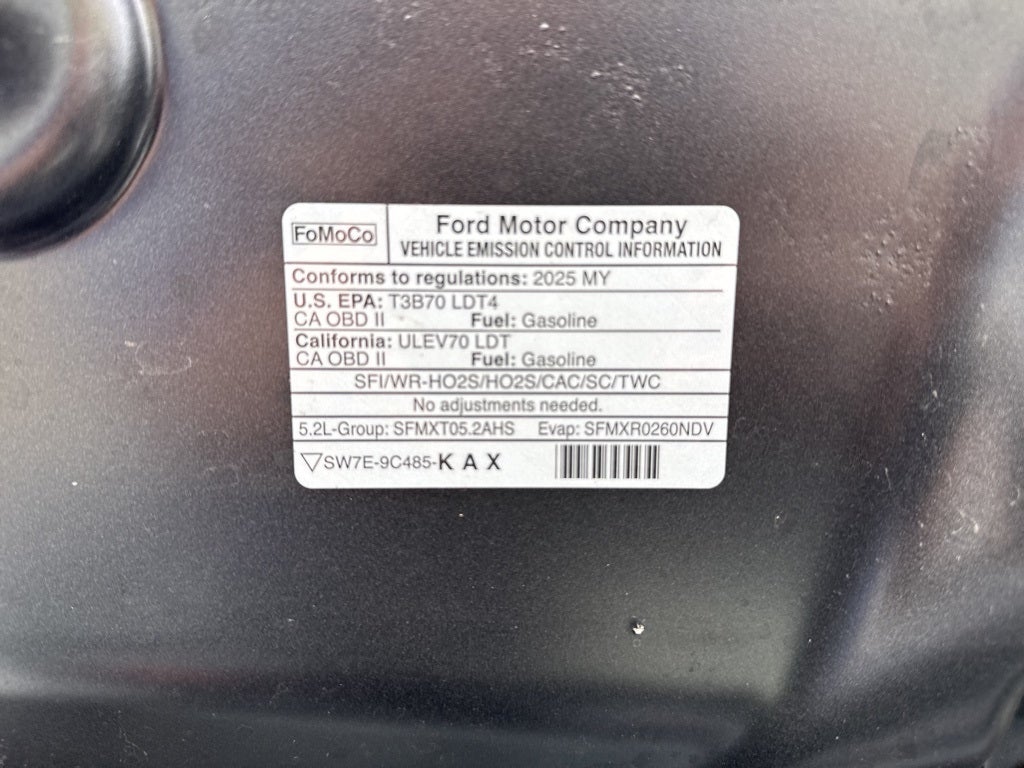 FoMoCo
Ford Motor Company
VEHICLE EMISSION CONTROL INFORMATION
Conforms to regulations: 2025 MY
U.S. EPA: T3B70 LDT4
CA OBD II Fuel: Gasoline
California: ULEV70 LDT
CA OBD II Fuel: Gasoline
SFI/WR-HO2S/HO2S/CAC/SC/TWC
No adjustments needed.
5.2L-Group: SFMXT05.2AHS Evap: SFMXR0260NDV
SW7E-9C485-K A X